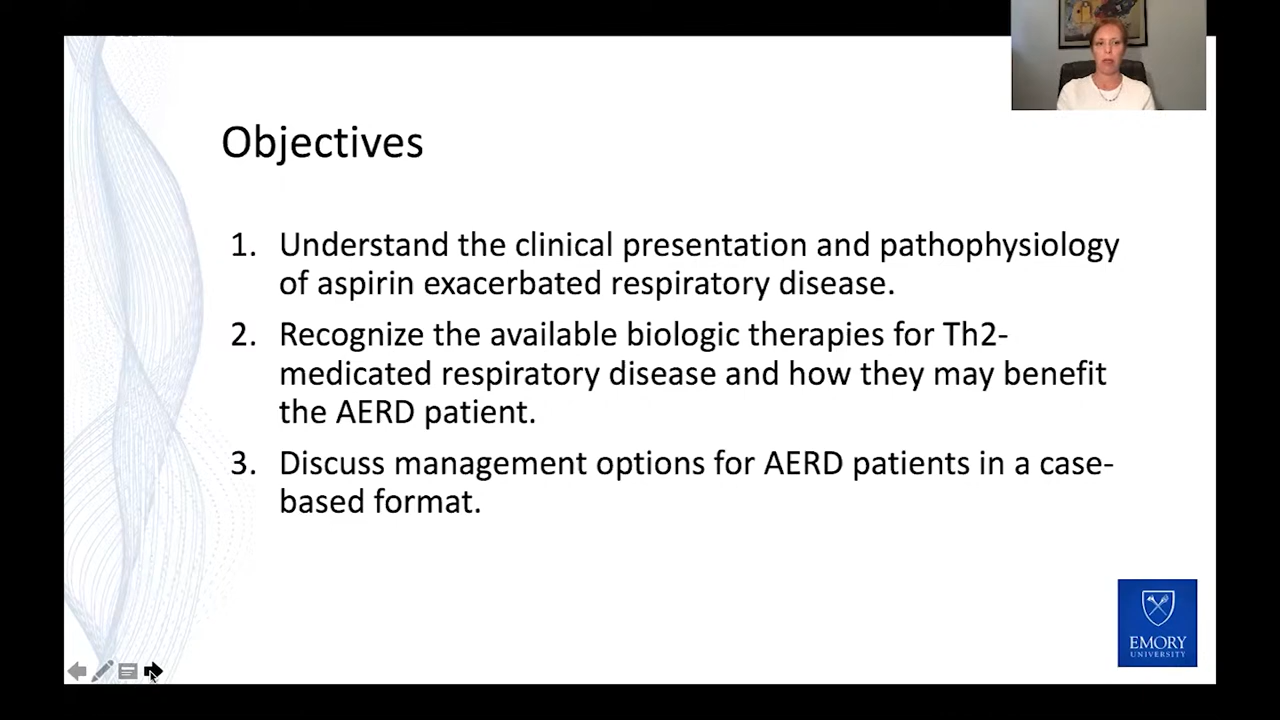 Objectives
1. Understand the clinical presentation and pathophysiology
of aspirin exacerbated respiratory disease.
2. Recognize the available biologic therapies for Th2-
medicated respiratory disease and how they may benefit
the AERD patient.
3. Discuss management options for AERD patients in a case-
based format.
EMORY
UNIVERSITY